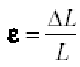 ε = ΔL / L